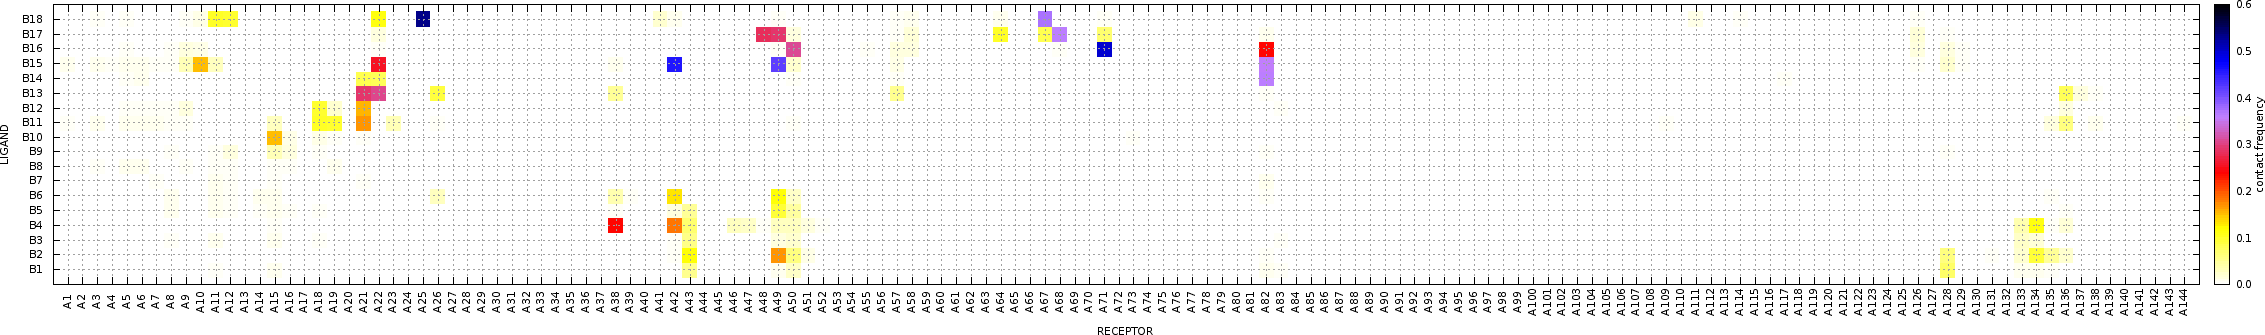 B18
B17
B16
B15
B14
B13
B12
B11
B10
B9
B8
B7
B6
B5
B4
B3
B2
B1
LIGAND
A1 A2 A3 A4 A5 A6 A7 A8 A9 A10 A11 A12 A13 A14 A15 A16 A17 A18 A19 A20 A21 A22 A23 A24 A25 A26 A27 A28 A29 A30 A31 A32 A33 A34 A35 A36 A37 A38 A39 A40 A41 A42 A43 A44 A45 A46 A47 A48 A49 A50 A51 A52 A53 A54 A55 A56 A57 A58 A59 A60 A61 A62 A63 A64 A65 A66 A67 A68 A69 A70 A71 A72 A73 A74 A75 A76 A77 A78 A79 A80 A81 A82 A83 A84 A85 A86 A87 A88 A89 A90 A91 A92 A93 A94 A95 A96 A97 A98 A99 A100 A101 A102 A103 A104 A105 A106 A107 A108 A109 A110 A111 A112 A113 A114 A115 A116 A117 A118 A119 A120 A121 A122 A123 A124 A125 A126 A127 A128 A129 A130 A131 A132 A133 A134 A135 A136 A137 A138 A139 A140 A141 A142 A143 A144
RECEPTOR
0.6
0.5
0.4
0.3
0.2
0.1
0.0
contact frequency